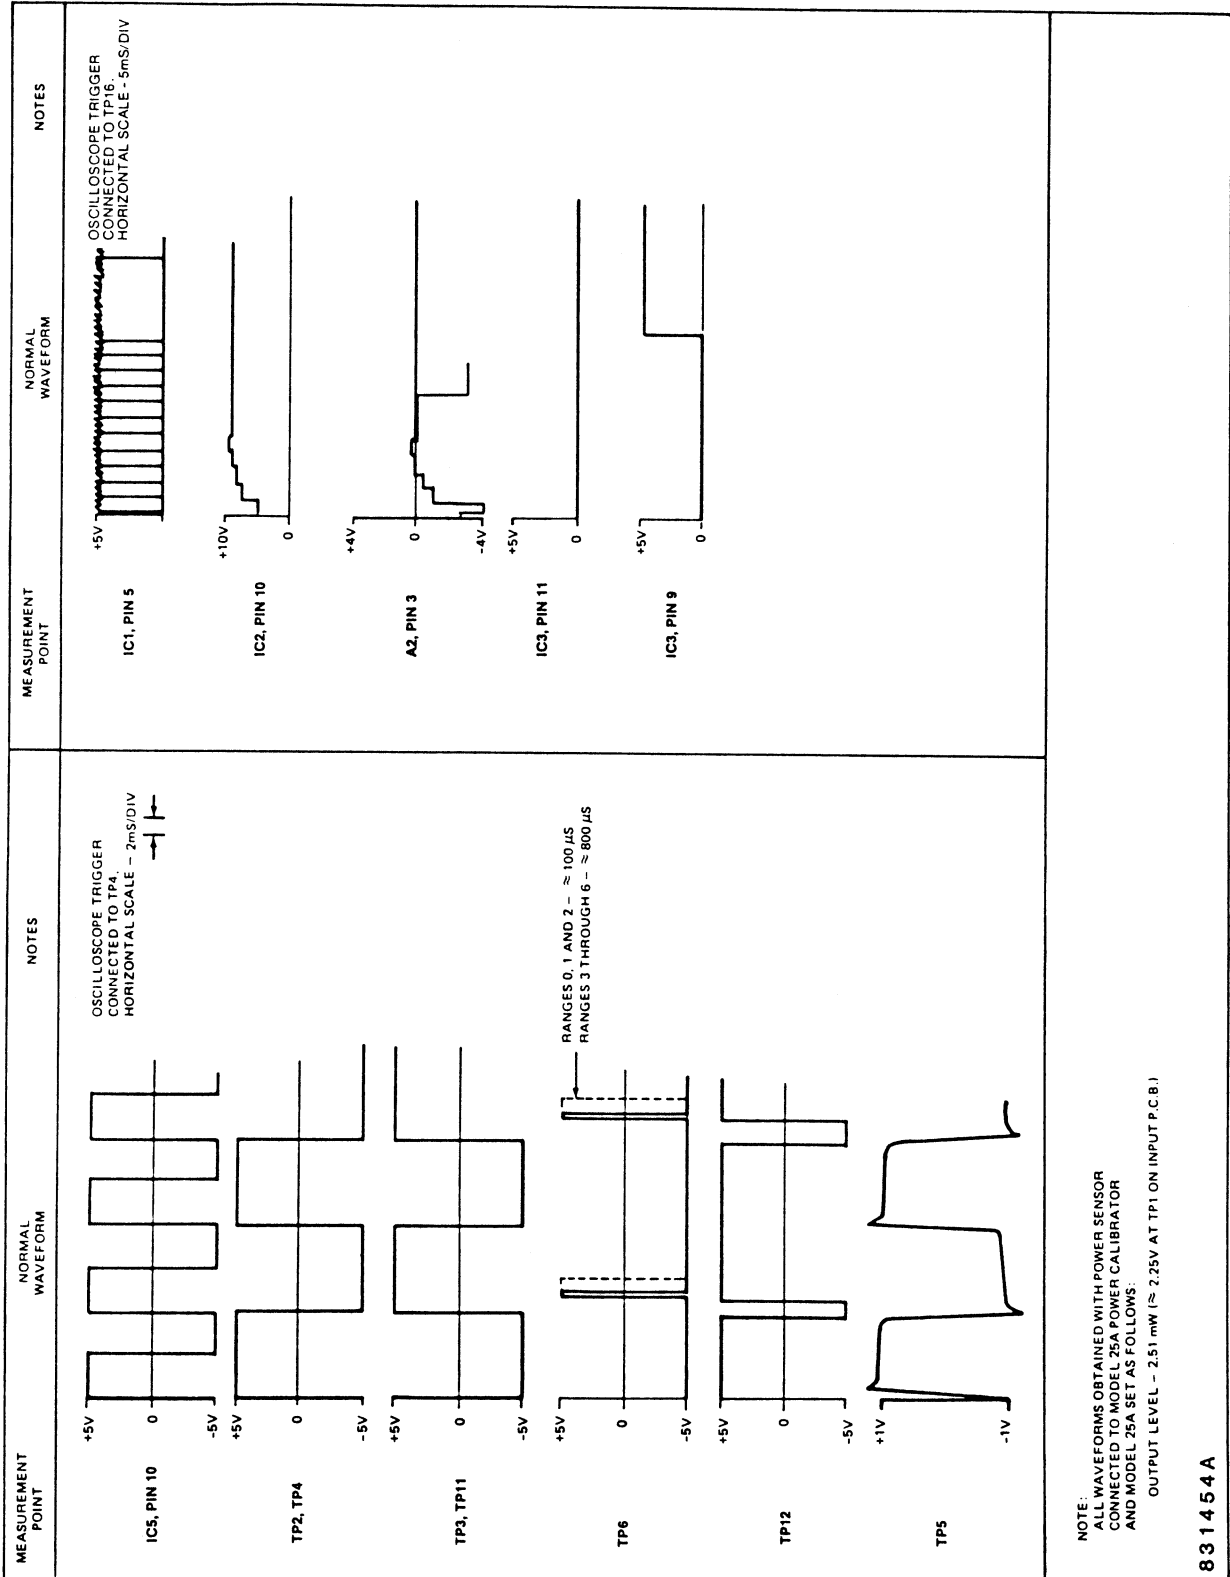 MEASUREMENT
POINT
NORMAL
WAVEFORM
NOTES
IC5, PIN 10
+5V
0
-5V
OSCILLOSCOPE TRIGGER
CONNECTED TO TP4.
HORIZONTAL SCALE - 2mS/DIV
TP2, TP4
+5V
0
-5V
TP3, TP11
+5V
0
-5V
TP6
+5V
0
-5V
RANGES 0, 1 AND 2 - ≈ 100 µS
RANGES 3 THROUGH 6 - ≈ 800 µS
TP12
+5V
0
-5V
TP5
+1V
-1V
MEASUREMENT
POINT
NORMAL
WAVEFORM
NOTES
IC1, PIN 5
+5V
OSCILLOSCOPE TRIGGER
CONNECTED TO TP16.
HORIZONTAL SCALE - 5mS/DIV
IC2, PIN 10
+10V
0
A2, PIN 3
+4V
0
-4V
IC3, PIN 11
+5V
0
IC3, PIN 9
+5V
0
NOTE:
ALL WAVEFORMS OBTAINED WITH POWER SENSOR
CONNECTED TO MODEL 25A POWER CALIBRATOR
AND MODEL 25A SET AS FOLLOWS:
OUTPUT LEVEL - 2.51 mW (≈ 2.25V AT TP1 ON INPUT P.C.B.)
831454A